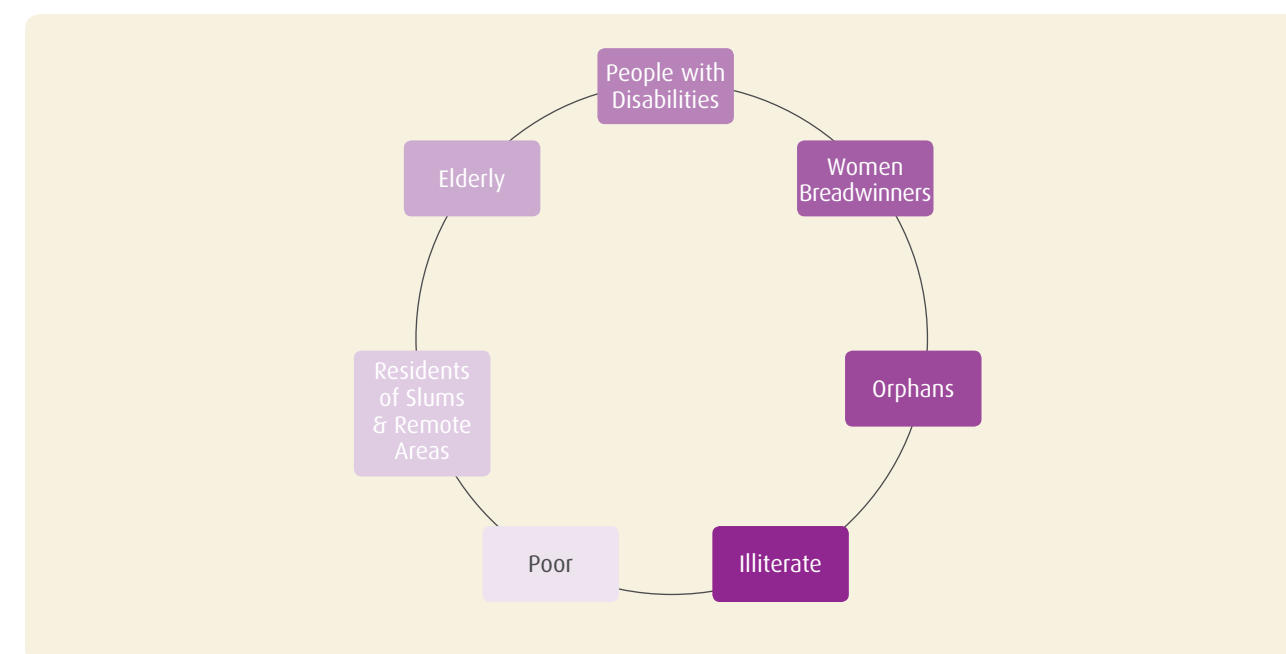 People with
Disabilities
Women
Breadwinners
Orphans
Illiterate
Poor
Residents
of Slums
& Remote
Areas
Elderly